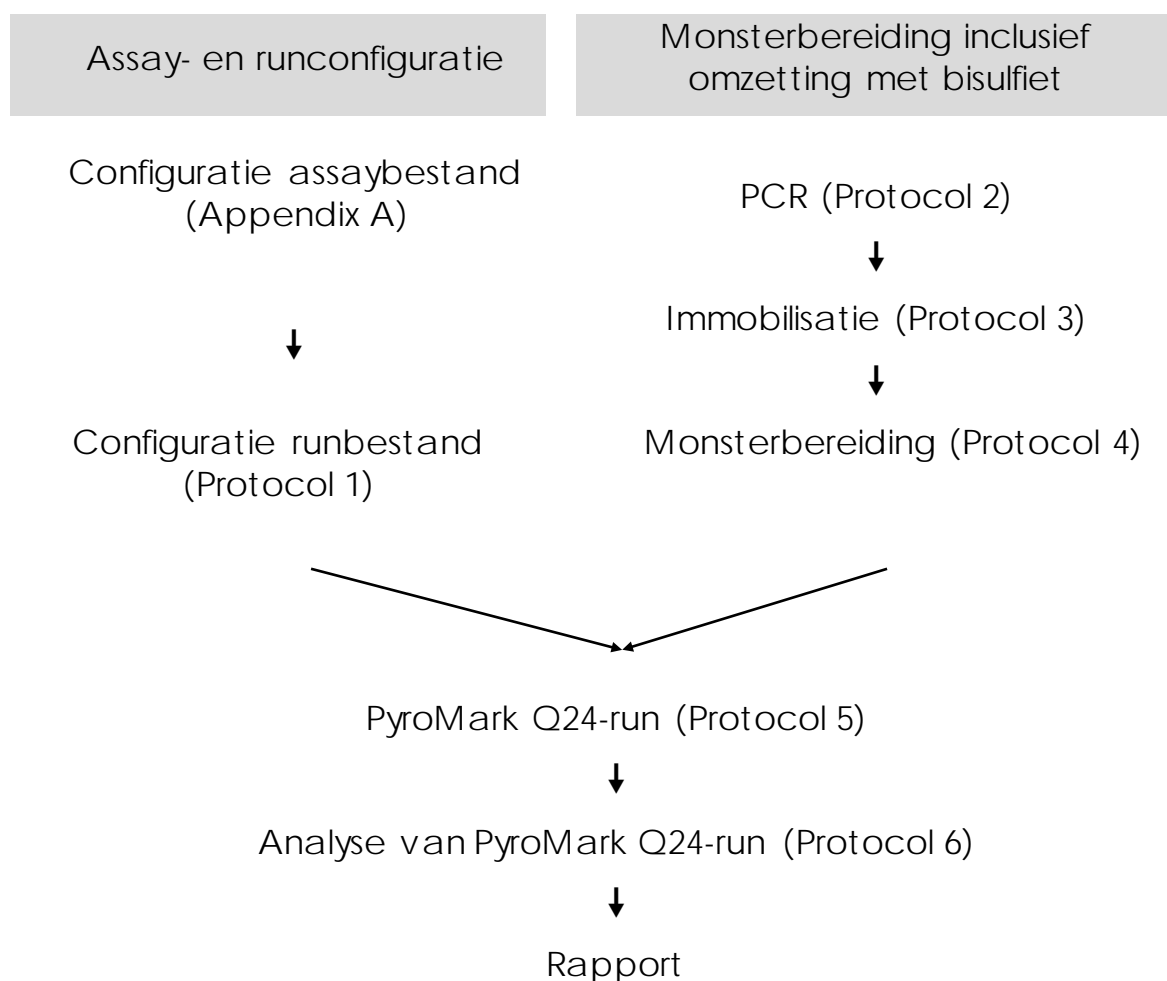 Assay- en runconfiguratie
Configuratie assaybestand
(Appendix A)
Configuratie runbestand
(Protocol 1)
Monsterbereiding inclusief
omzetting met bisulfiet
PCR (Protocol 2)
Immobilisatie (Protocol 3)
Monsterbereiding (Protocol 4)
PyroMark Q24-run (Protocol 5)
Analyse van PyroMark Q24-run (Protocol 6)
Rapport